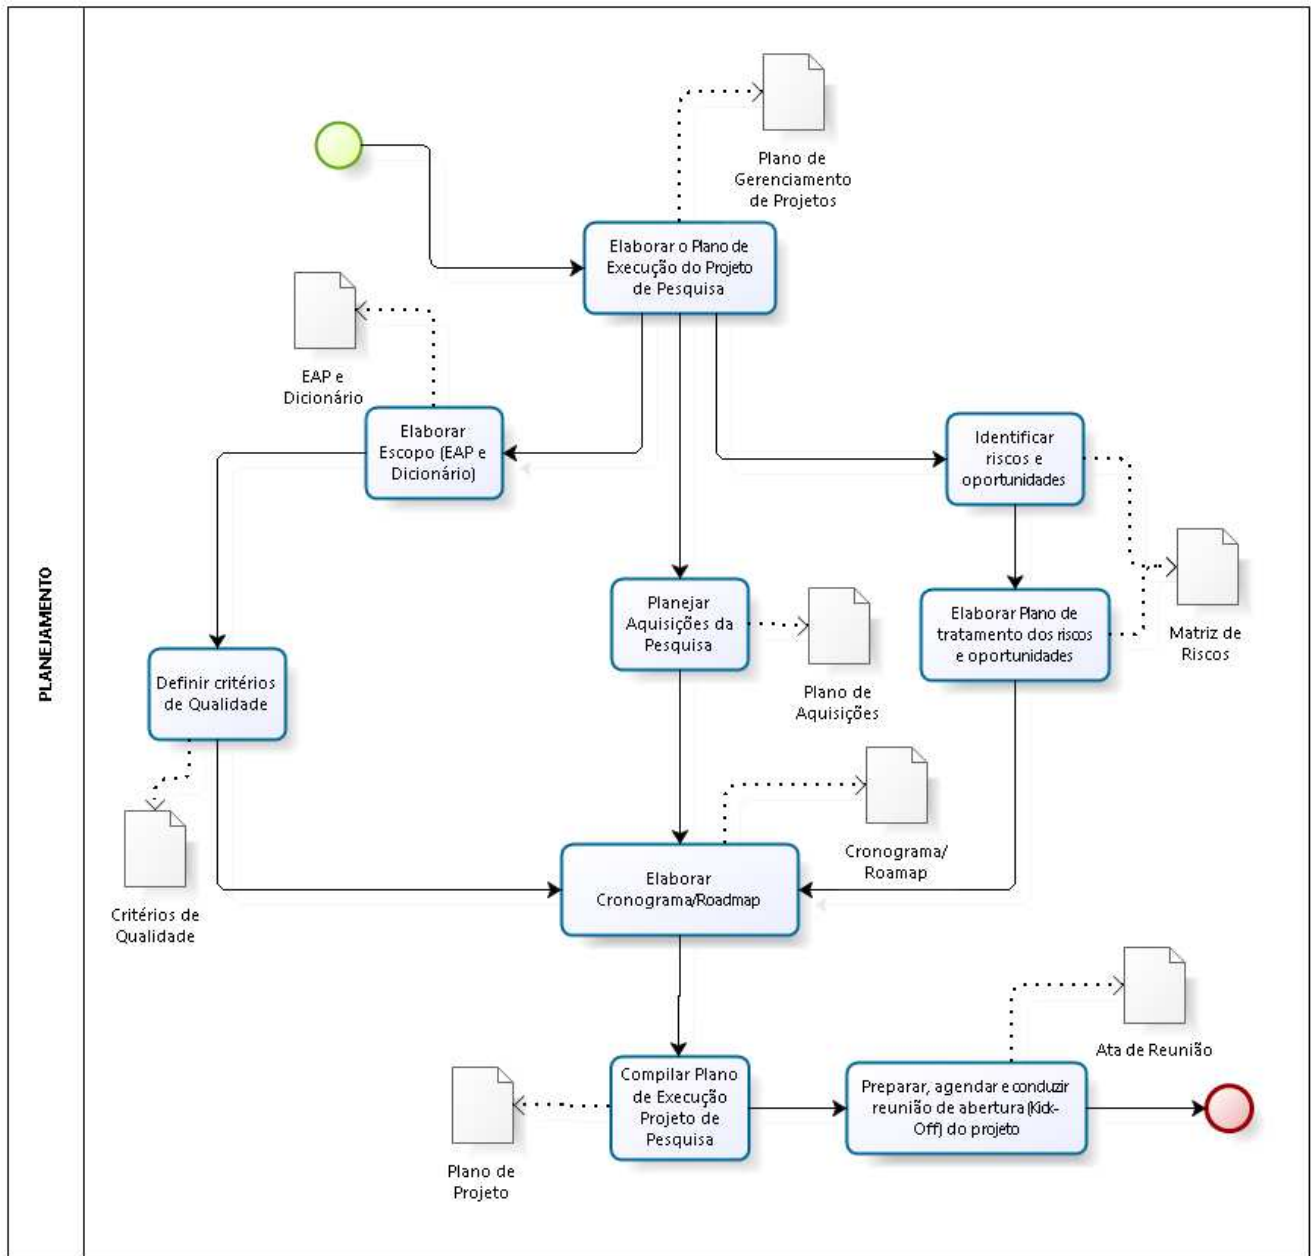 PLANEJAMENTO
Plano de
Gerenciamento
de Projetos
Elaborar o Plano de
Execução do Projeto
de Pesquisa
EAP e
Dicionário
Elaborar
Escopo (EAP e
Dicionário)
Identificar
riscos e
oportunidades
Planejar
Aquisições da
Pesquisa
Elaborar Plano de
tratamento dos riscos
e oportunidades
Matriz de
Riscos
Definir critérios
de Qualidade
Plano de
Aquisições
Cronograma/
Roamap
Elaborar
Cronograma/Roadmap
Critérios de
Qualidade
Ata de Reunião
Compilar Plano
de Execução
Projeto de
Pesquisa
Preparar, agendar e conduzir
reunião de abertura (Kick-
Off) do projeto
Plano de
Projeto